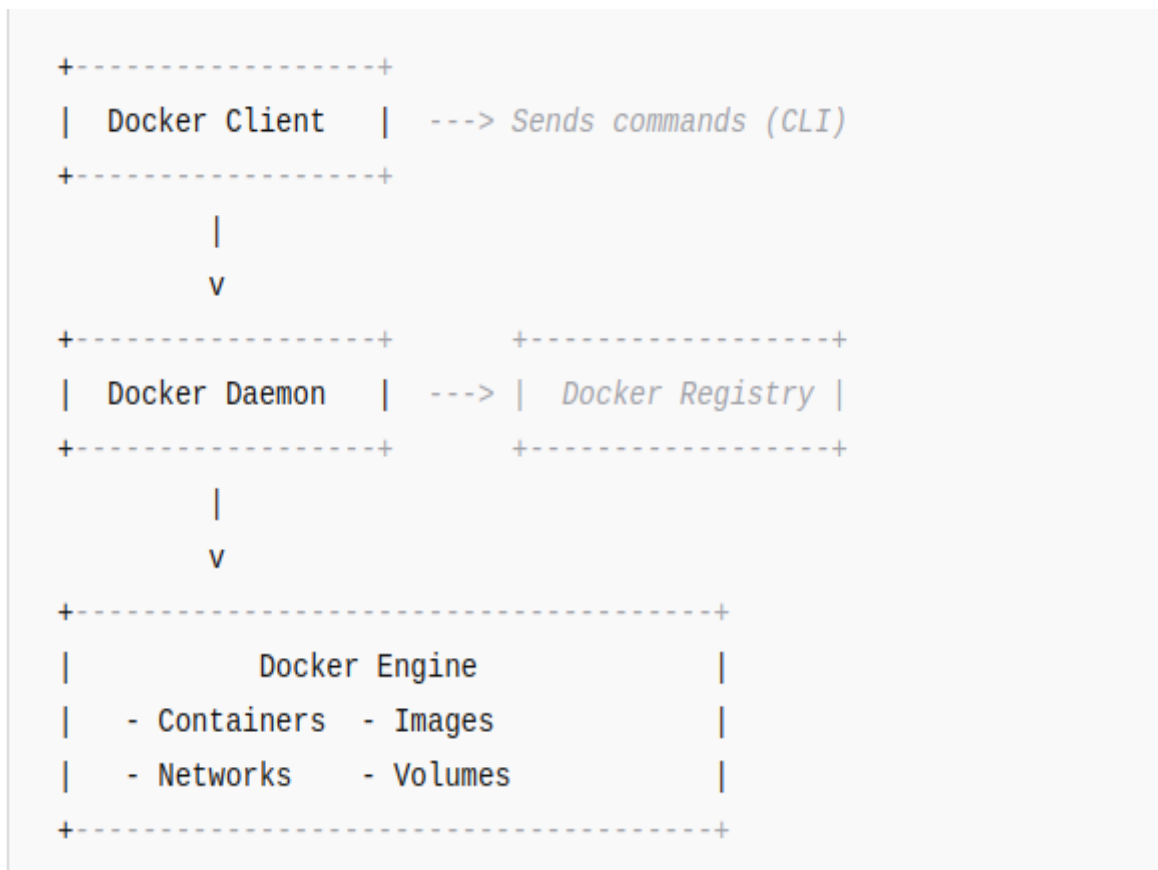 +------------------+
|  Docker Client   |  ---> Sends commands (CLI)
+------------------+
         |
         v
+------------------+       +------------------+
|  Docker Daemon   |  ---> |  Docker Registry |
+------------------+       +------------------+
         |
         v
+--------------------------------------+
|           Docker Engine              |
|   - Containers  - Images             |
|   - Networks    - Volumes            |
+--------------------------------------+